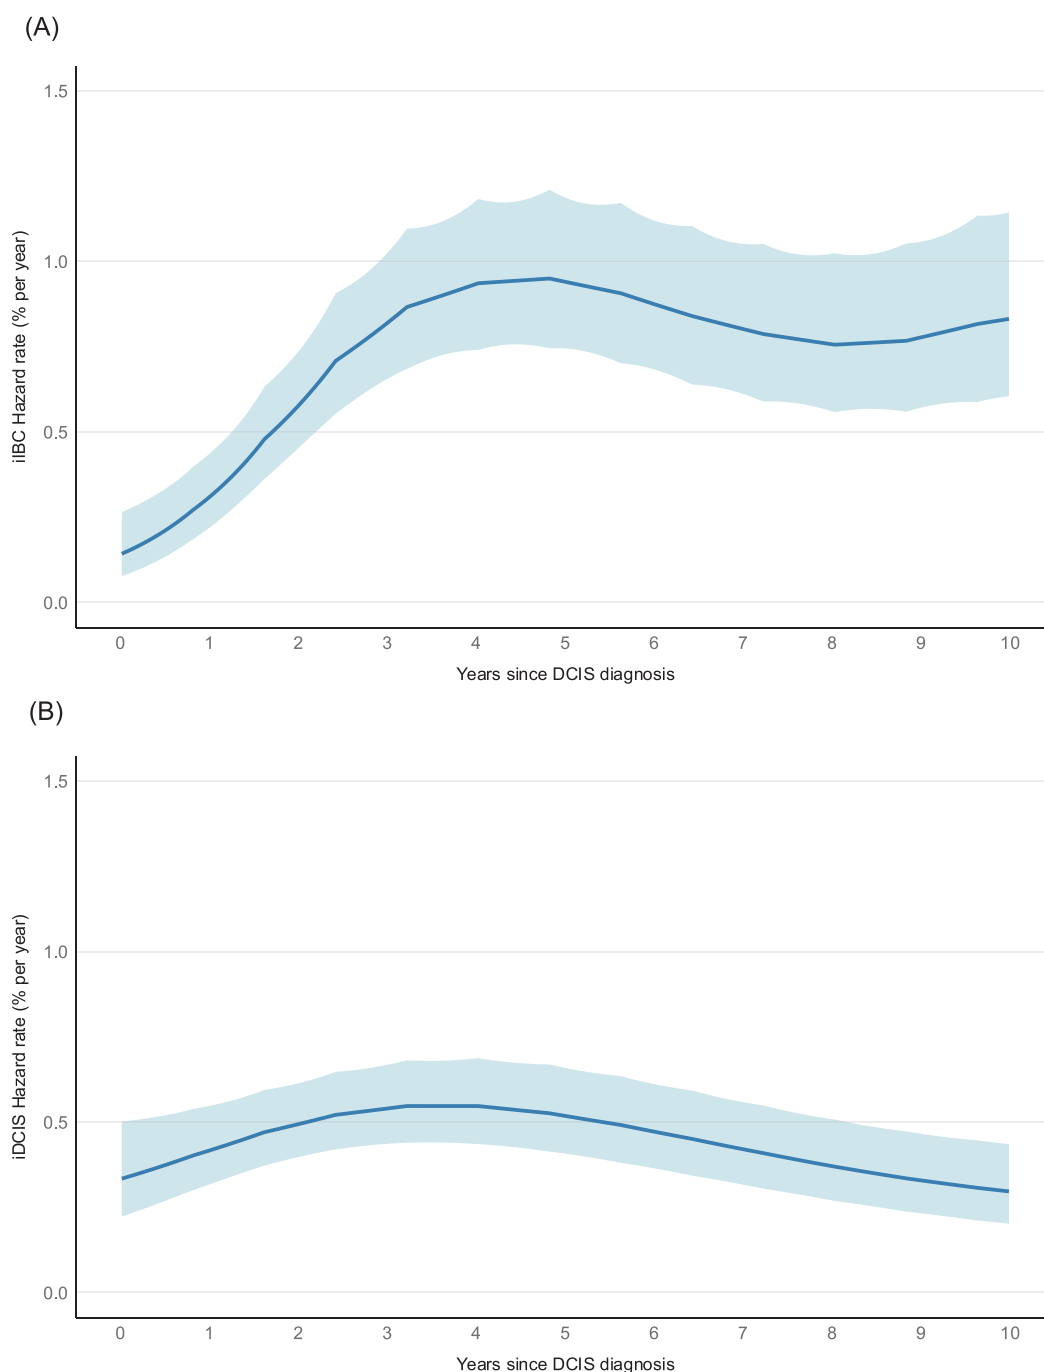 (A)
1.5
1.0
0.5
0.0
iIBC Hazard rate (% per year)
0 1 2 3 4 5 6 7 8 9 10
Years since DCIS diagnosis
(B)
1.5
1.0
0.5
0.0
iDCIS Hazard rate (% per year)
0 1 2 3 4 5 6 7 8 9 10
Years since DCIS diagnosis